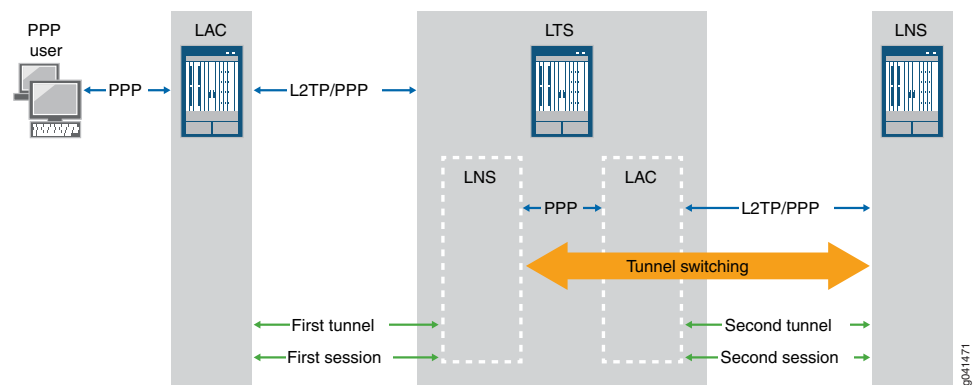 PPP
user
LAC
LTS
LNS
PPP
L2TP/PPP
LNS
LAC
PPP
L2TP/PPP
Tunnel switching
First tunnel
Second tunnel
First session
Second session
g041471